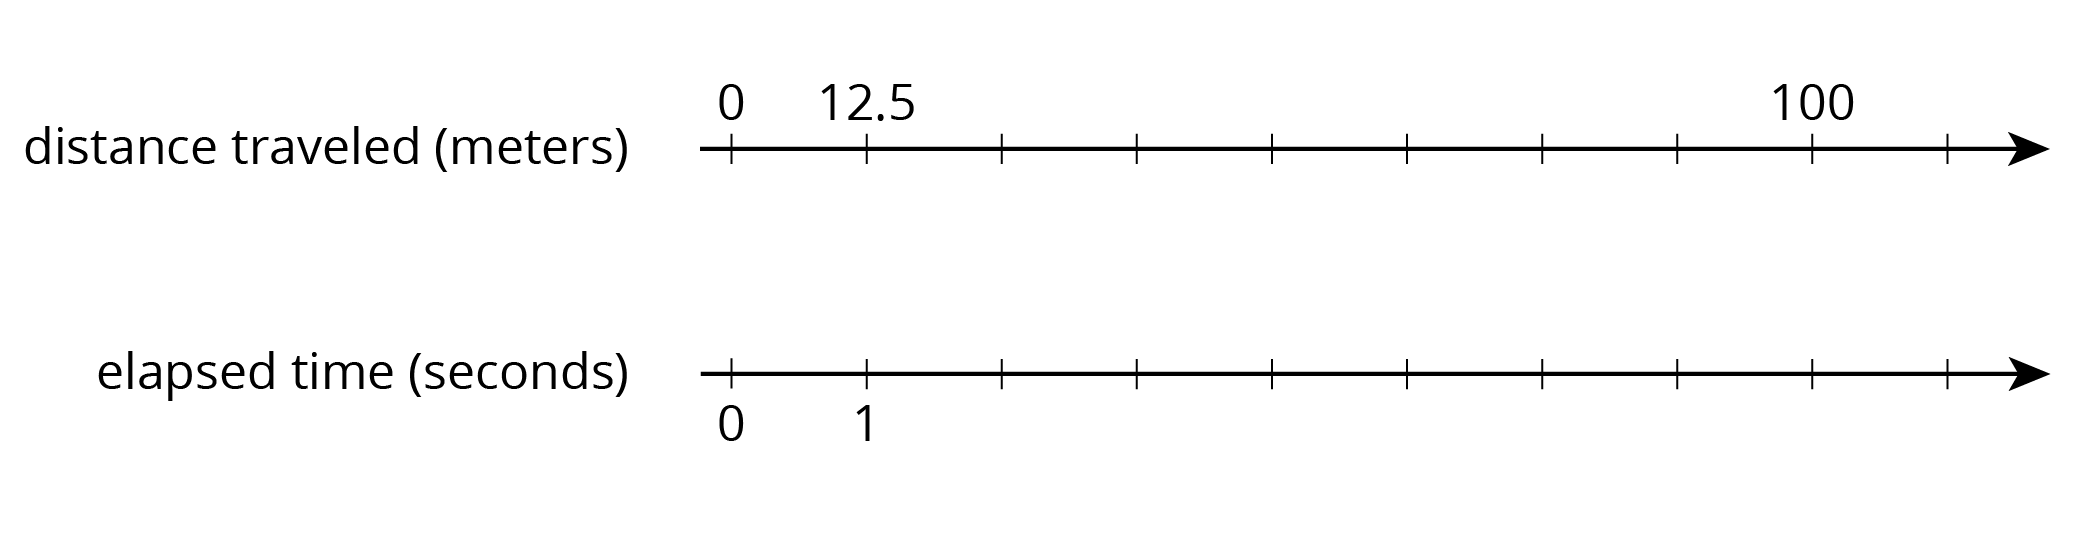 0 12.5 100
distance traveled (meters)
elapsed time (seconds)
0 1